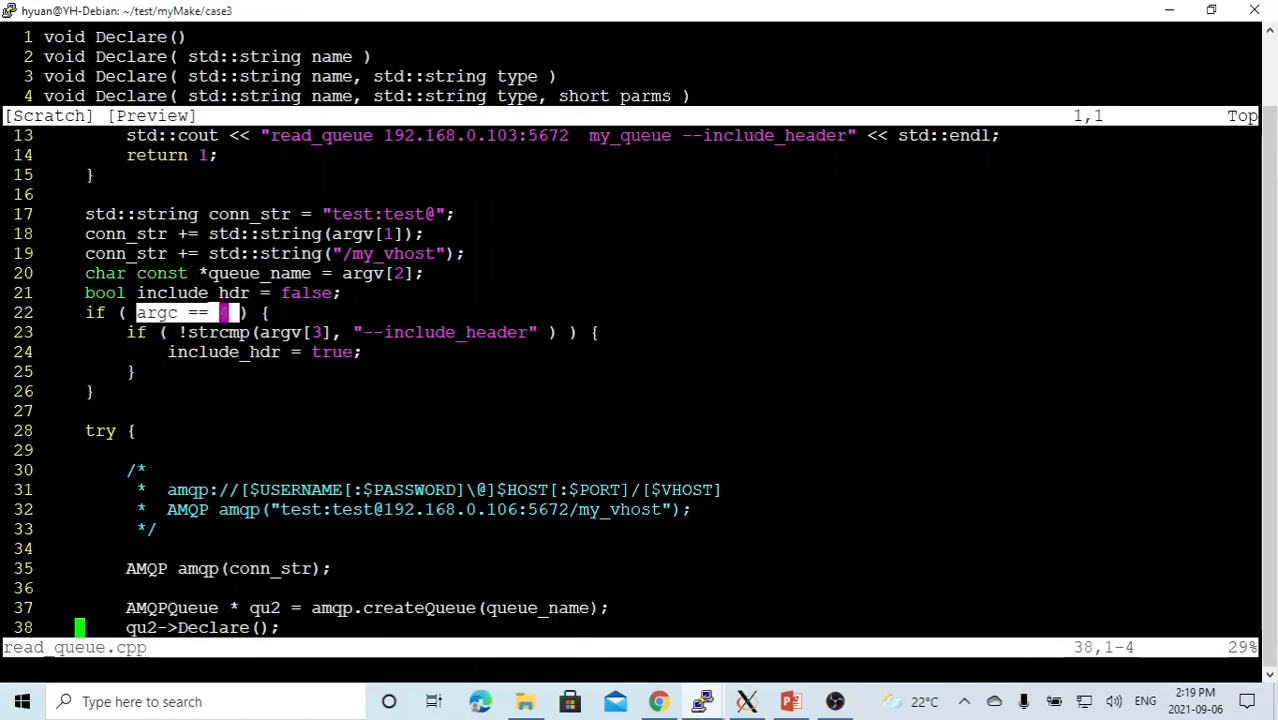 hyuan@YH-Debian: ~/test/myMake/case3
1 void Declare()
2 void Declare( std::string name )
3 void Declare( std::string name, std::string type )
4 void Declare( std::string name, std::string type, short parms )
[Scratch] [Preview] 1,1 Top
13 std::cout << "read_queue 192.168.0.103:5672  my_queue --include_header" << std::endl;
14 return 1;
15 }
16
17 std::string conn_str = "test:test@";
18 conn_str += std::string(argv[1]);
19 conn_str += std::string("/my_vhost");
20 char const *queue_name = argv[2];
21 bool include_hdr = false;
22 if ( argc == 4 ) {
23 if ( !strcmp(argv[3], "--include_header" ) ) {
24 include_hdr = true;
25 }
26 }
27
28 try {
29
30 /*
31 *  amqp://[$USERNAME[:$PASSWORD]\@]$HOST[:$PORT]/[$VHOST]
32 *  AMQP amqp("test:test@192.168.0.106:5672/my_vhost");
33 */
34
35 AMQP amqp(conn_str);
36
37 AMQPQueue * qu2 = amqp.createQueue(queue_name);
38 qu2->Declare();
read_queue.cpp 38,1-4 29%
Type here to search 22°C ENG 2:19 PM
2021-09-06